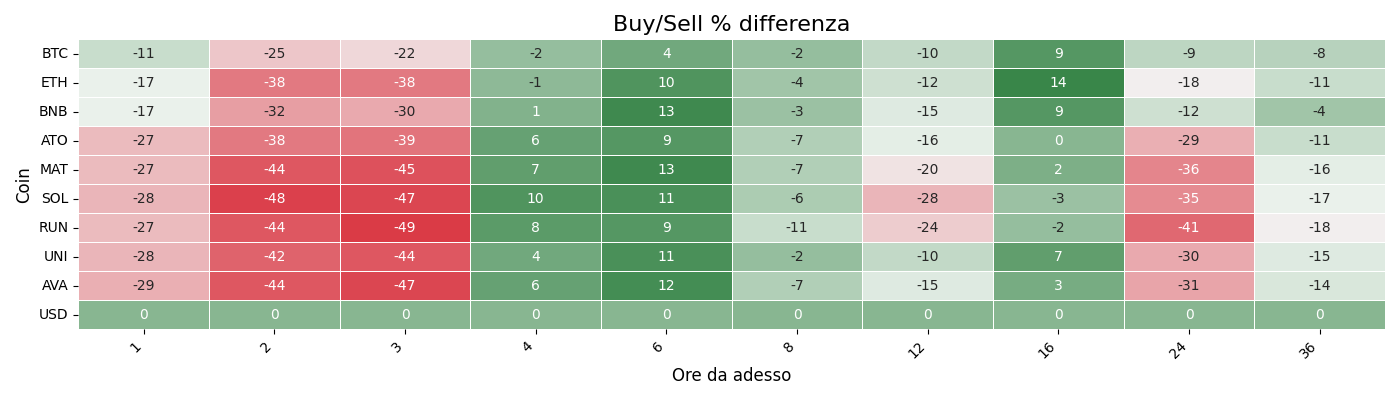 Buy/Sell % differenza
Coin
BTC -11 -25 -22 -2 4 -2 -10 9 -9 -8
ETH -17 -38 -38 -1 10 -4 -12 14 -18 -11
BNB -17 -32 -30 1 13 -3 -15 9 -12 -4
ATO -27 -38 -39 6 9 -7 -16 0 -29 -11
MAT -27 -44 -45 7 13 -7 -20 2 -36 -16
SOL -28 -48 -47 10 11 -6 -28 -3 -35 -17
RUN -27 -44 -49 8 9 -11 -24 -2 -41 -18
UNI -28 -42 -44 4 11 -2 -10 7 -30 -15
AVA -29 -44 -47 6 12 -7 -15 3 -31 -14
USD 0 0 0 0 0 0 0 0 0 0
1 2 3 4 6 8 12 16 24 36
Ore da adesso